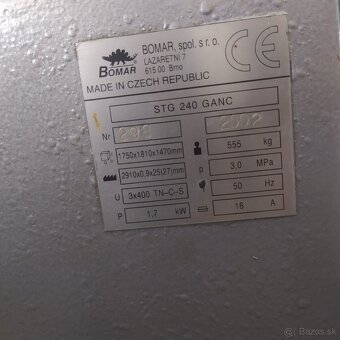 BOMAR
BOMAR, spol. s r.o.
LAZARETNÍ 7
615 00 Brno
CE
MADE IN CZECH REPUBLIC
STG 240 GANC
Nr
1750x1810x1470mm 555 kg
2910x0,9x25(27)mm p 3,0 MPa
U 3x400 TN-C-S 50 Hz
P 1,7 kW 16 A
© Bazos.sk